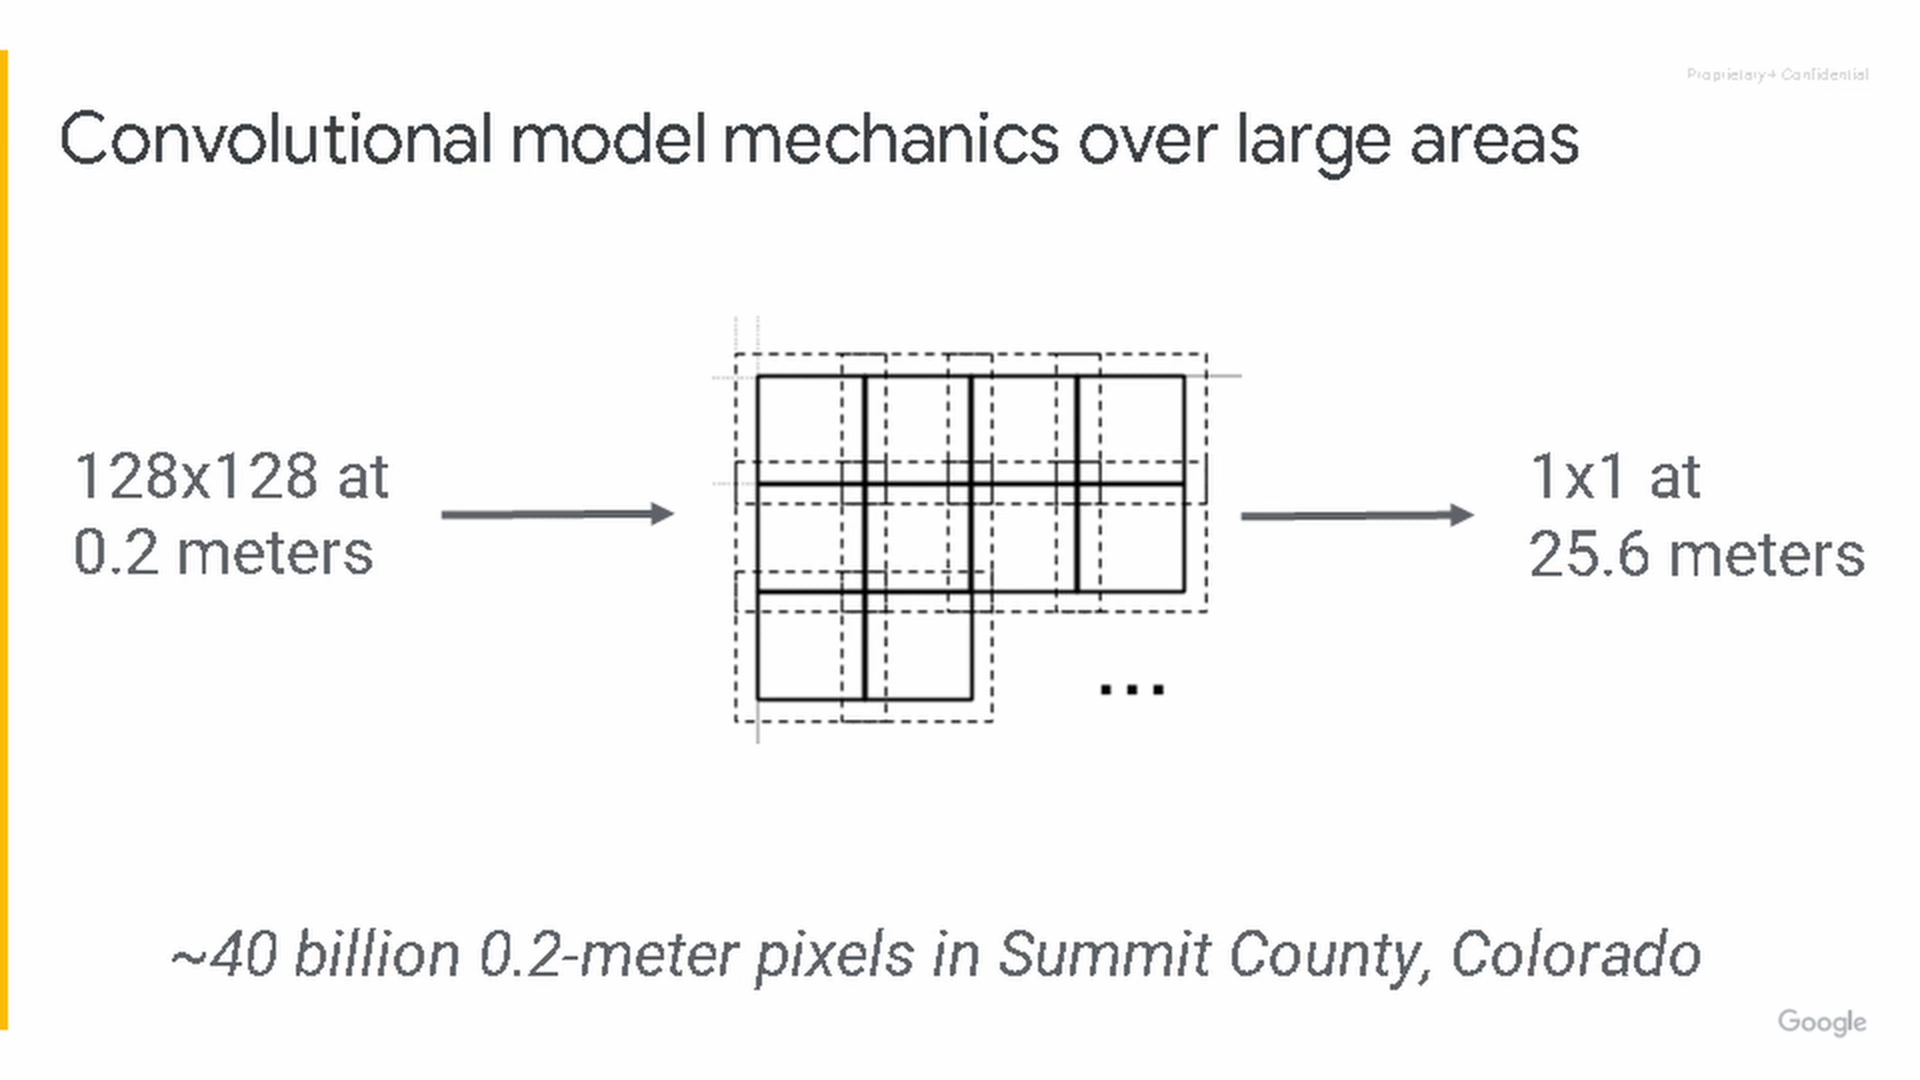 Proprietary + Confidential
Convolutional model mechanics over large areas
128x128 at
0.2 meters
1x1 at
25.6 meters
...
~40 billion 0.2-meter pixels in Summit County, Colorado
Google